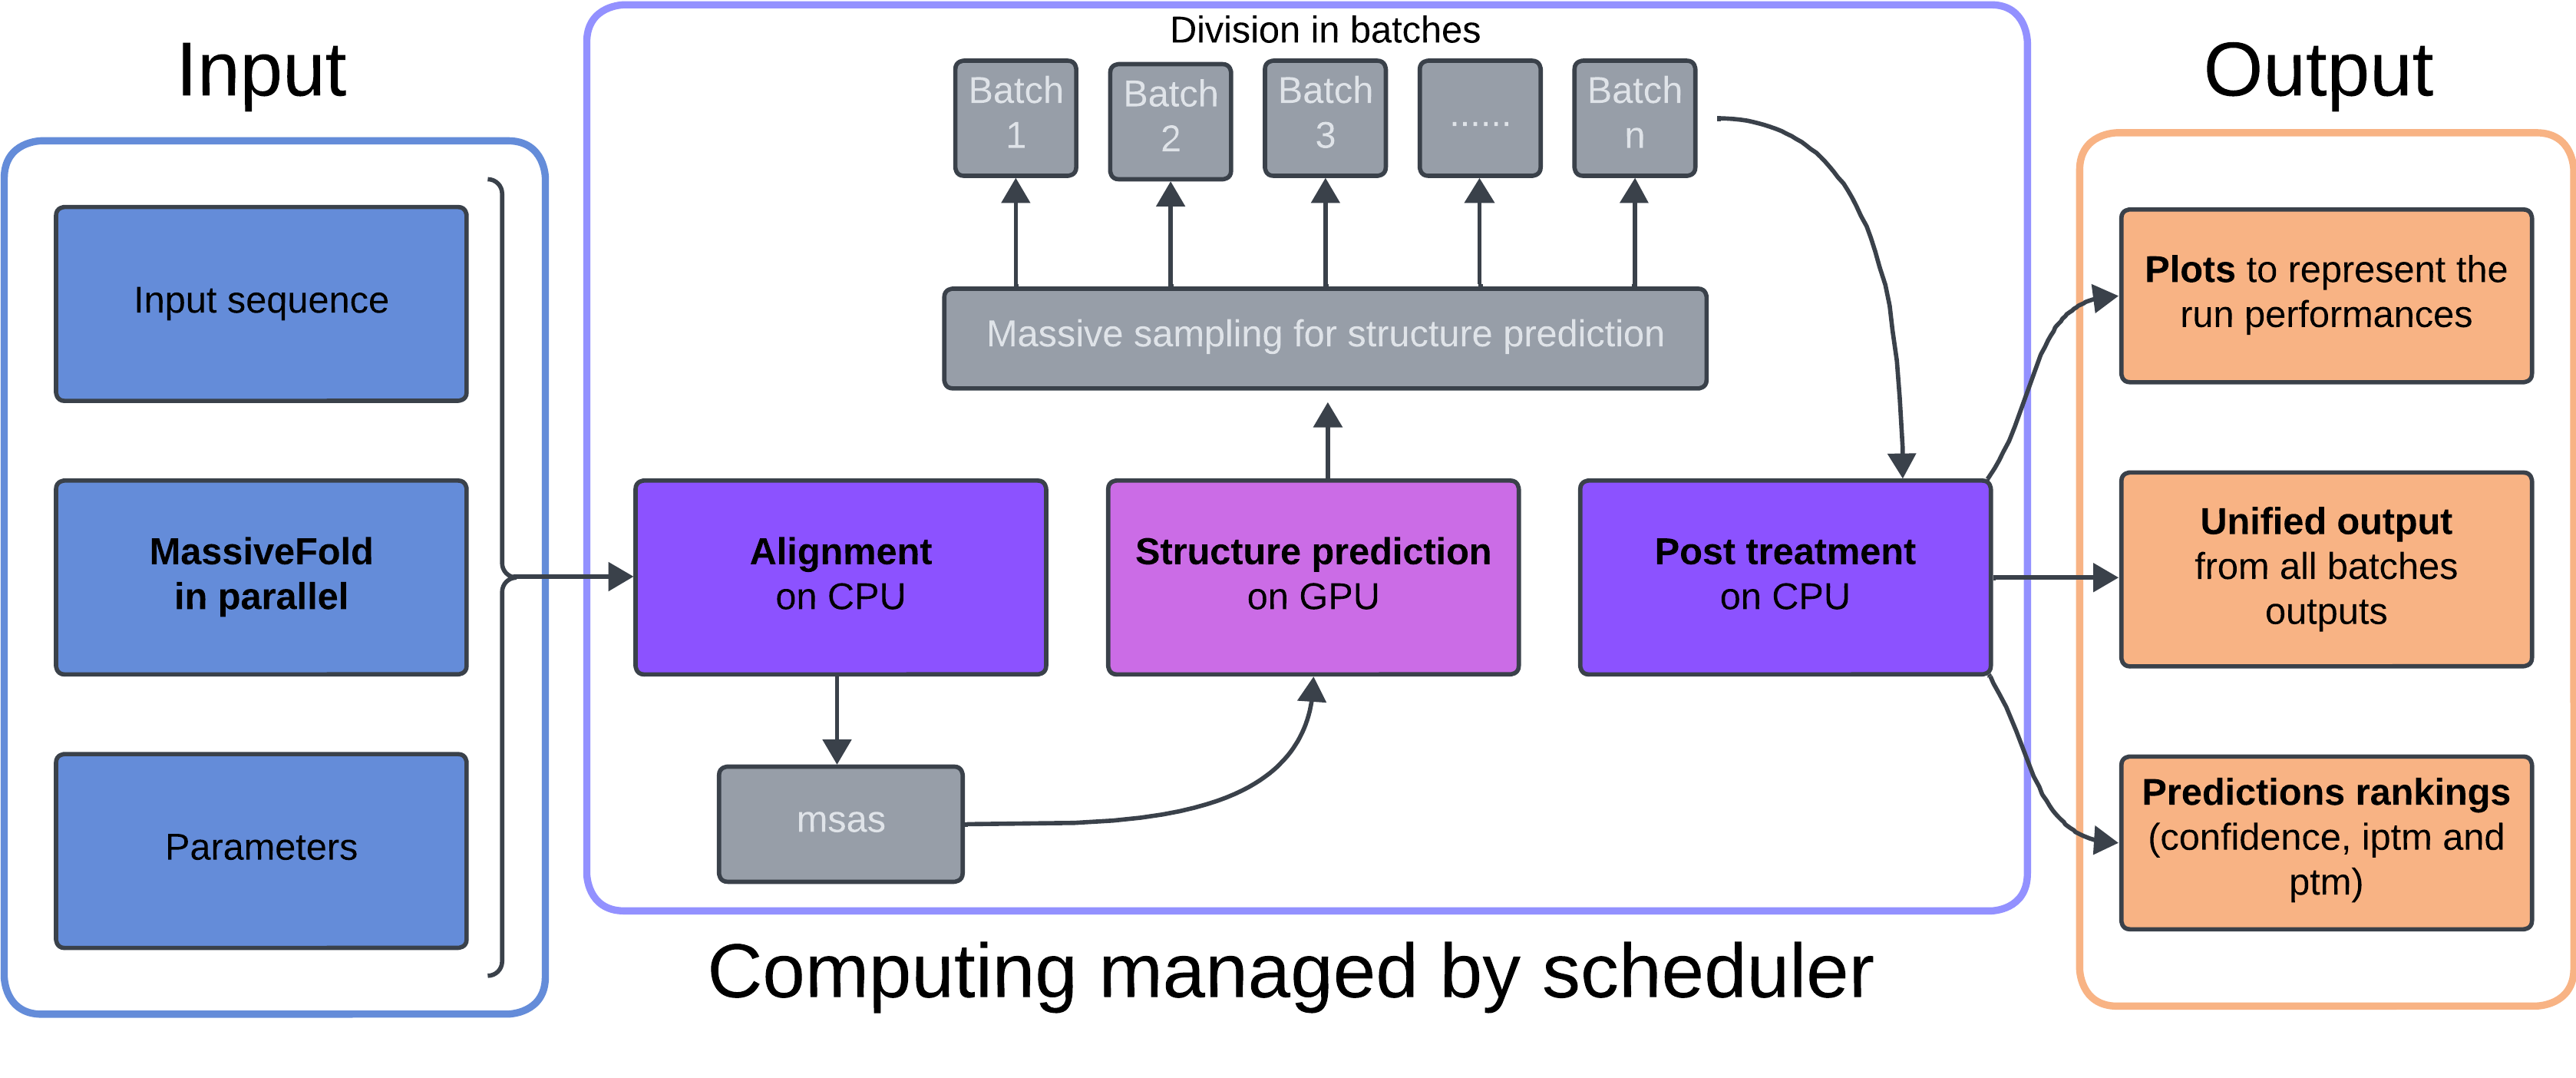 Input
Input sequence
MassiveFold
in parallel
Parameters
Division in batches
Batch
1
Batch
2
Batch
3
......
Batch
n
Massive sampling for structure prediction
Alignment
on CPU
Structure prediction
on GPU
Post treatment
on CPU
msas
Computing managed by scheduler
Output
Plots to represent the
run performances
Unified output
from all batches
outputs
Predictions rankings
(confidence, iptm and
ptm)